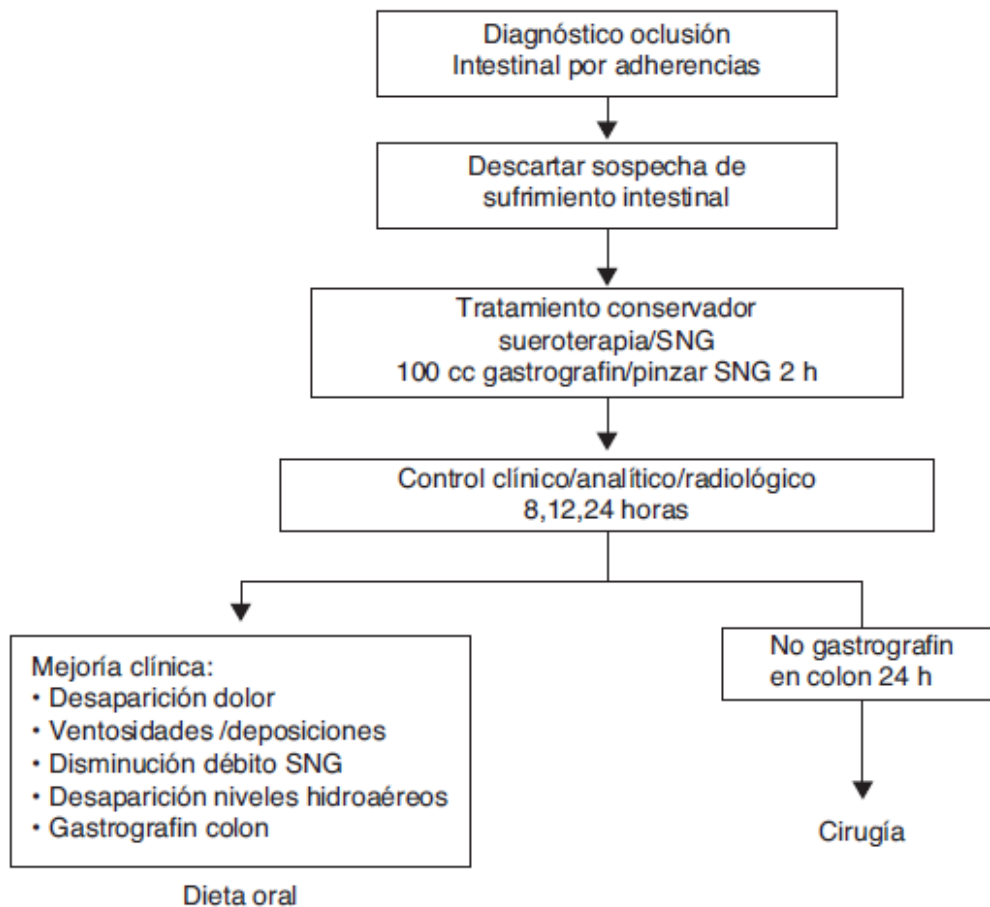 Diagnóstico oclusión
Intestinal por adherencias
Descartar sospecha de
sufrimiento intestinal
Tratamiento conservador
sueroterapia/SNG
100 cc gastrografin/pinzar SNG 2 h
Control clínico/analítico/radiológico
8,12,24 horas
Mejoría clínica:
• Desaparición dolor
• Ventosidades /deposiciones
• Disminución débito SNG
• Desaparición niveles hidroaéreos
• Gastrografin colon
Dieta oral
No gastrografin
en colon 24 h
Cirugía